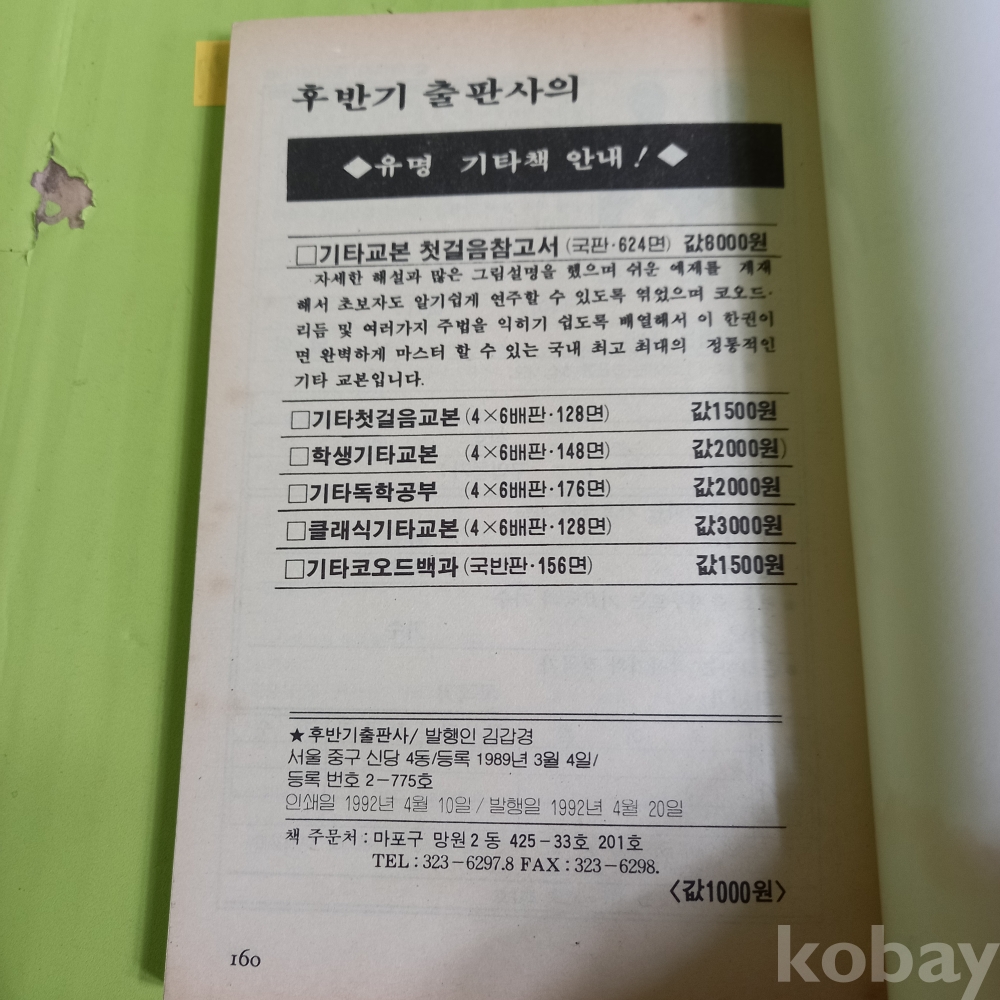 후반기 출판사의
◆유명 기타책 안내!◆
□기타교본 첫걸음참고서(국판·624면) 값6000원
자세한 해설과 많은 그림설명을 했으며 쉬운 예제를 게재
해서 초보자도 알기쉽게 연주할 수 있도록 엮었으며 코오드·
리듬 및 여러가지 주법을 익히기 쉽도록 배열해서 이 한권이
면 완벽하게 마스터 할 수 있는 국내 최고 최대의 정통적인
기타 교본입니다.
□기타첫걸음교본(4×6배판·128면) 값1500원
□학생기타교본 (4×6배판·148면) 값2000원)
□기타독학공부 (4×6배판·176면) 값2000원
□클래식기타교본(4×6배판·128면) 값3000원
□기타코오드백과(국반판·156면) 값1500원
★후반기출판사/ 발행인 김갑경
서울 중구 신당 4동/등록 1989년 3월 4일/
등록 번호 2-775호
인쇄일 1992년 4월 10일/발행일 1992년 4월 20일
책 주문처 : 마포구 망원 2 동 425-33호 201호
TEL : 323-6297.8 FAX : 323-6298.
〈값1000원〉
160
kobay